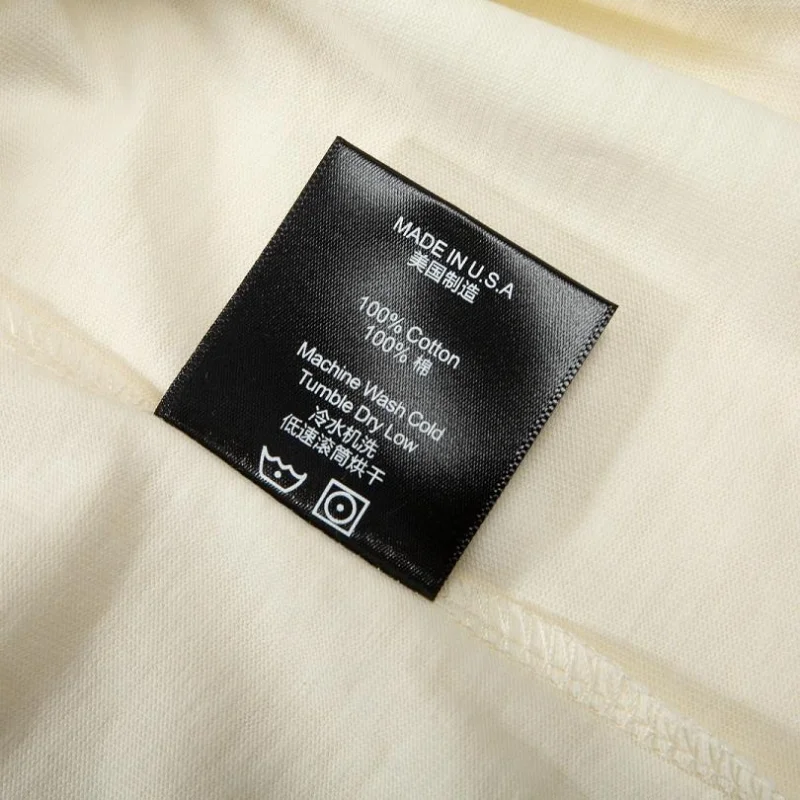 MADE IN U.S.A
美国制造
100% Cotton
100% 棉
Machine Wash Cold
Tumble Dry Low
冷水机洗
低速滚筒烘干